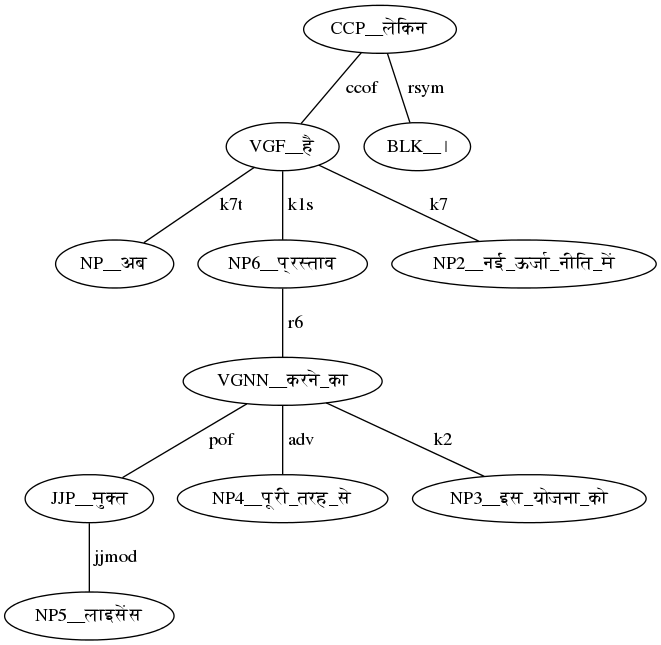 CCP__लेकिन
ccof rsym
VGF__है
BLK__।
k7t k1s k7
NP__अब
NP6__प्रस्ताव
NP2__नई_ऊर्जा_नीति_में
r6
VGNN__करने_का
pof adv k2
JJP__मुक्त
NP4__पूरी_तरह_से
NP3__इस_योजना_को
jjmod
NP5__लाइसेंस